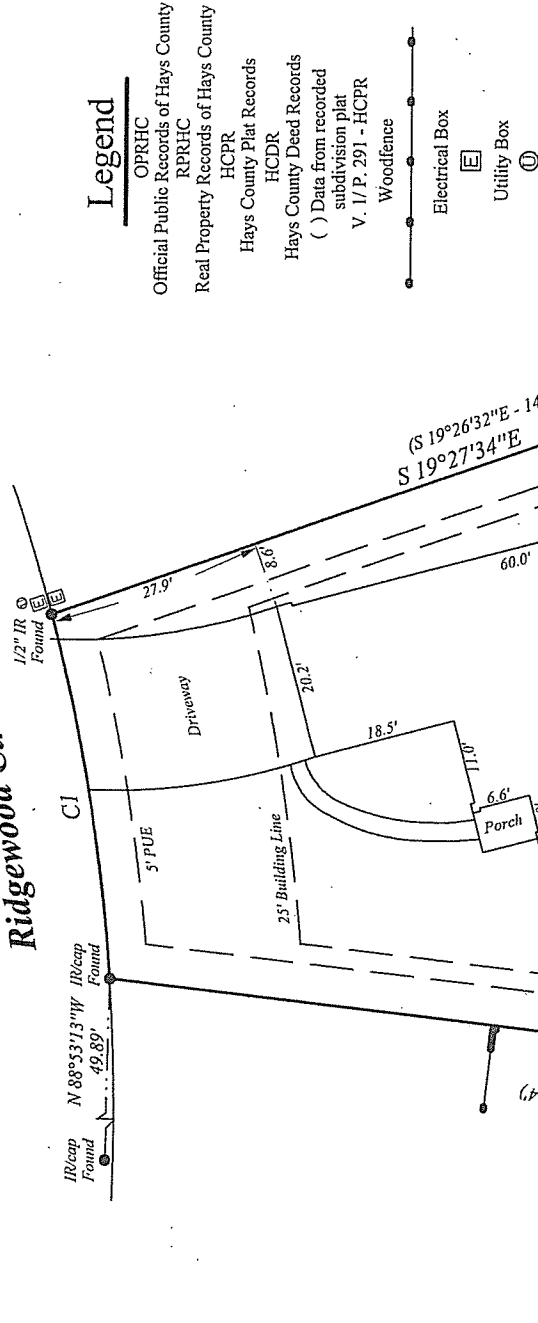 Legend
OPRHC
Official Public Records of Hays County
RPRHC
Real Property Records of Hays County
HCPR
Hays County Plat Records
HCDR
Hays County Deed Records
( ) Data from recorded
subdivision plat
V. 1/ P. 291 - HCPR
Woodfence
Electrical Box
E
Utility Box
U
Ridgewood
IR/cap
Found
N 88°53'13"W
49.89'
IR/cap
Found
C1
1/2" IR
Found
E
E
27.9'
8.6'
(S 19°26'32"E - 14
S 19°27'34"E
5' PUE
Driveway
25' Building Line
20.2'
60.0'
18.5'
11.0'
6.6'
Porch
4')